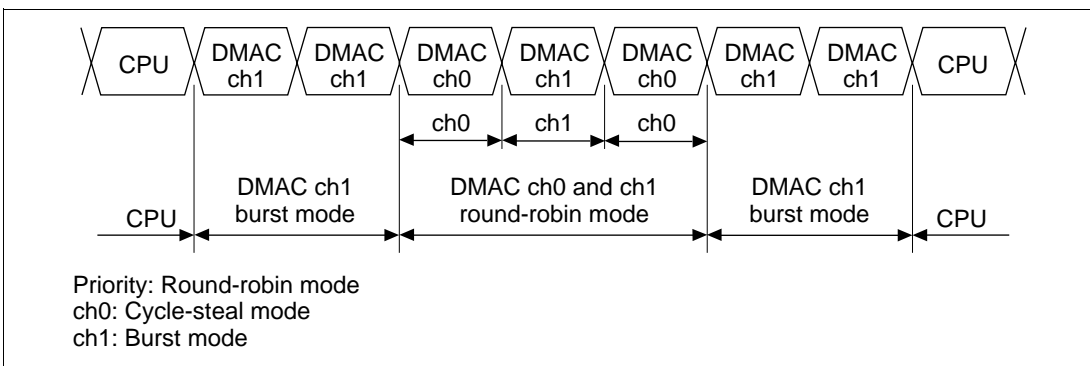 CPU DMAC ch1 DMAC ch1 DMAC ch0 DMAC ch1 DMAC ch0 DMAC ch1 DMAC ch1 CPU
ch0 ch1 ch0
CPU
DMAC ch1
burst mode
DMAC ch0 and ch1
round-robin mode
DMAC ch1
burst mode
CPU
Priority: Round-robin mode
ch0: Cycle-steal mode
ch1: Burst mode